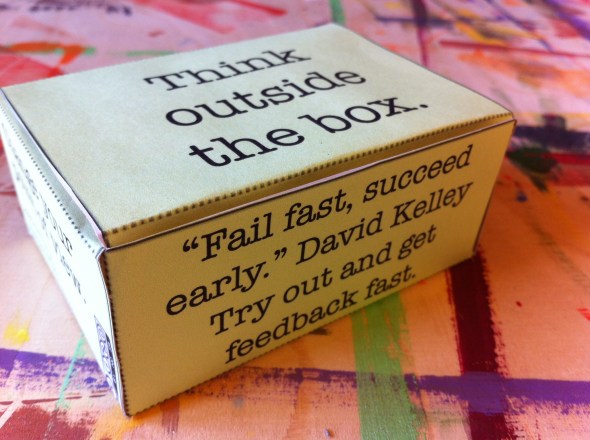 Think
outside
the box.
“Fail fast, succeed
early.” David Kelley
Try out and get
feedback fast.